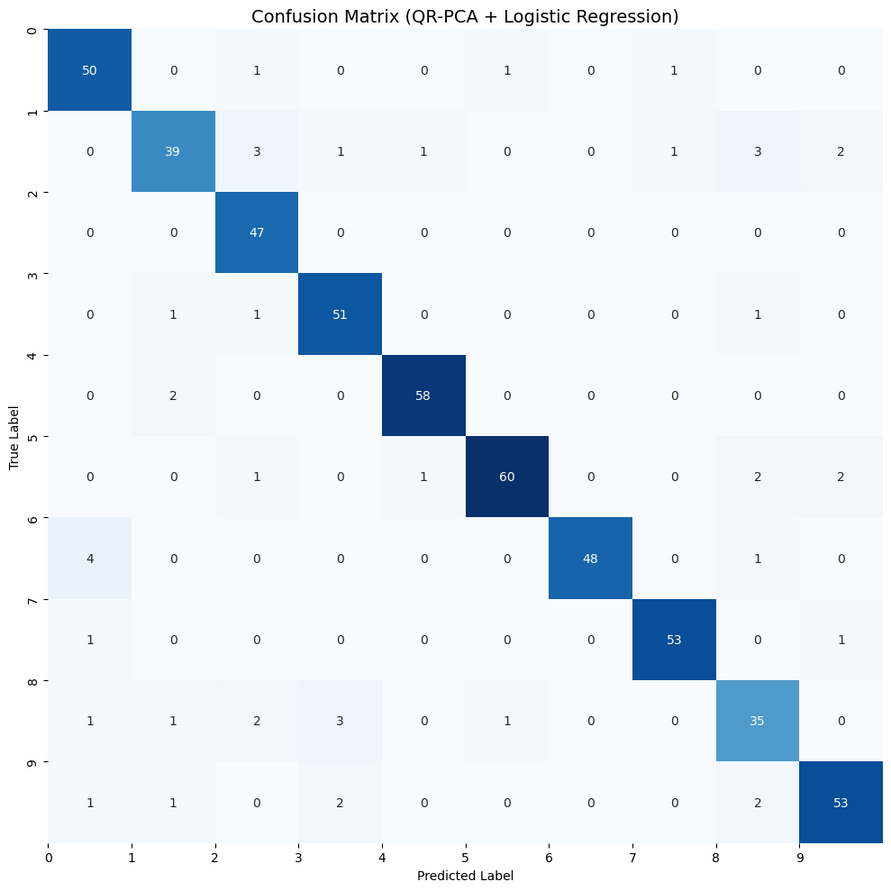 Confusion Matrix (QR-PCA + Logistic Regression)
0
50 0 1 0 0 1 0 1 0 0
1
0 39 3 1 1 0 0 1 3 2
2
0 0 47 0 0 0 0 0 0 0
3
0 1 1 51 0 0 0 0 1 0
4
0 2 0 0 58 0 0 0 0 0
5
0 0 1 0 1 60 0 0 2 2
6
4 0 0 0 0 0 48 0 1 0
7
1 0 0 0 0 0 0 53 0 1
8
1 1 2 3 0 1 0 0 35 0
9
1 1 0 2 0 0 0 0 2 53
True Label
0 1 2 3 4 5 6 7 8 9
Predicted Label